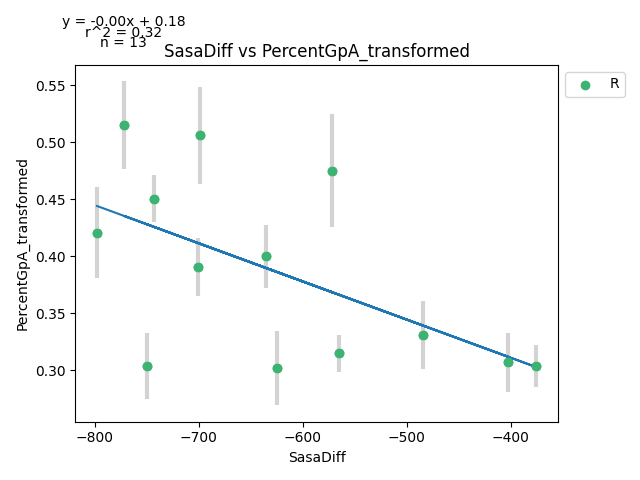 y = -0.00x + 0.18
r^2 = 0.32
n = 13
SasaDiff vs PercentGpA_transformed
R
PercentGpA_transformed
0.55
0.50
0.45
0.40
0.35
0.30
−800
−700
−600
−500
−400
SasaDiff